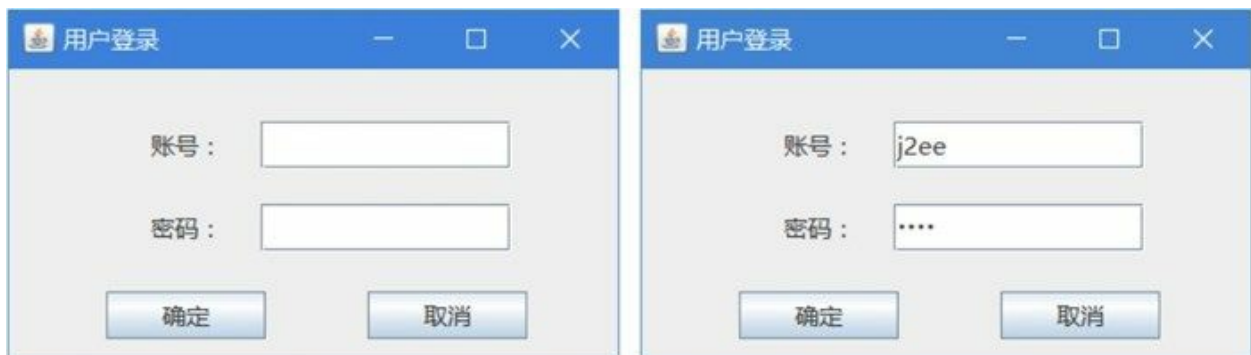 用户登录
账号：
密码：
确定 取消
用户登录
账号： j2ee
密码： ••••
确定 取消